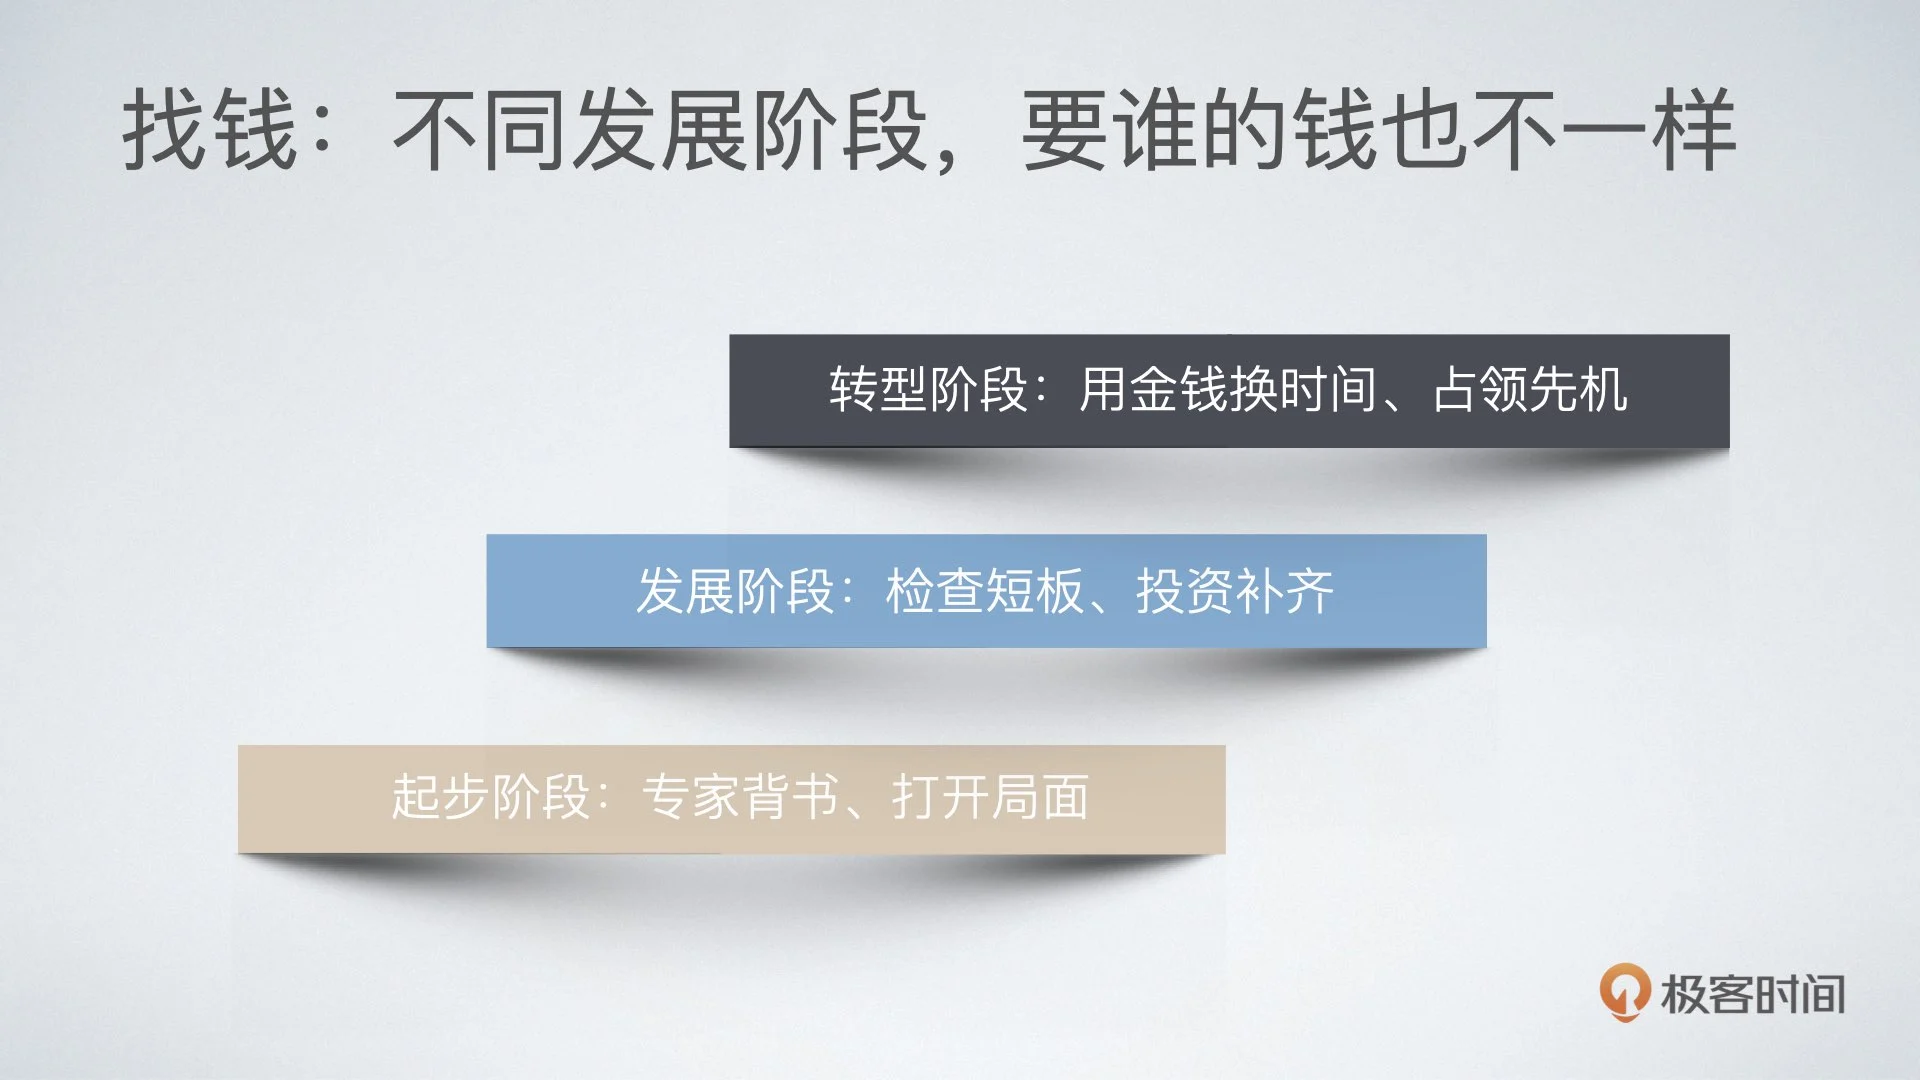 找钱：不同发展阶段，要谁的钱也不一样
转型阶段：用金钱换时间、占领先机
发展阶段：检查短板、投资补齐
起步阶段：专家背书、打开局面
极客时间